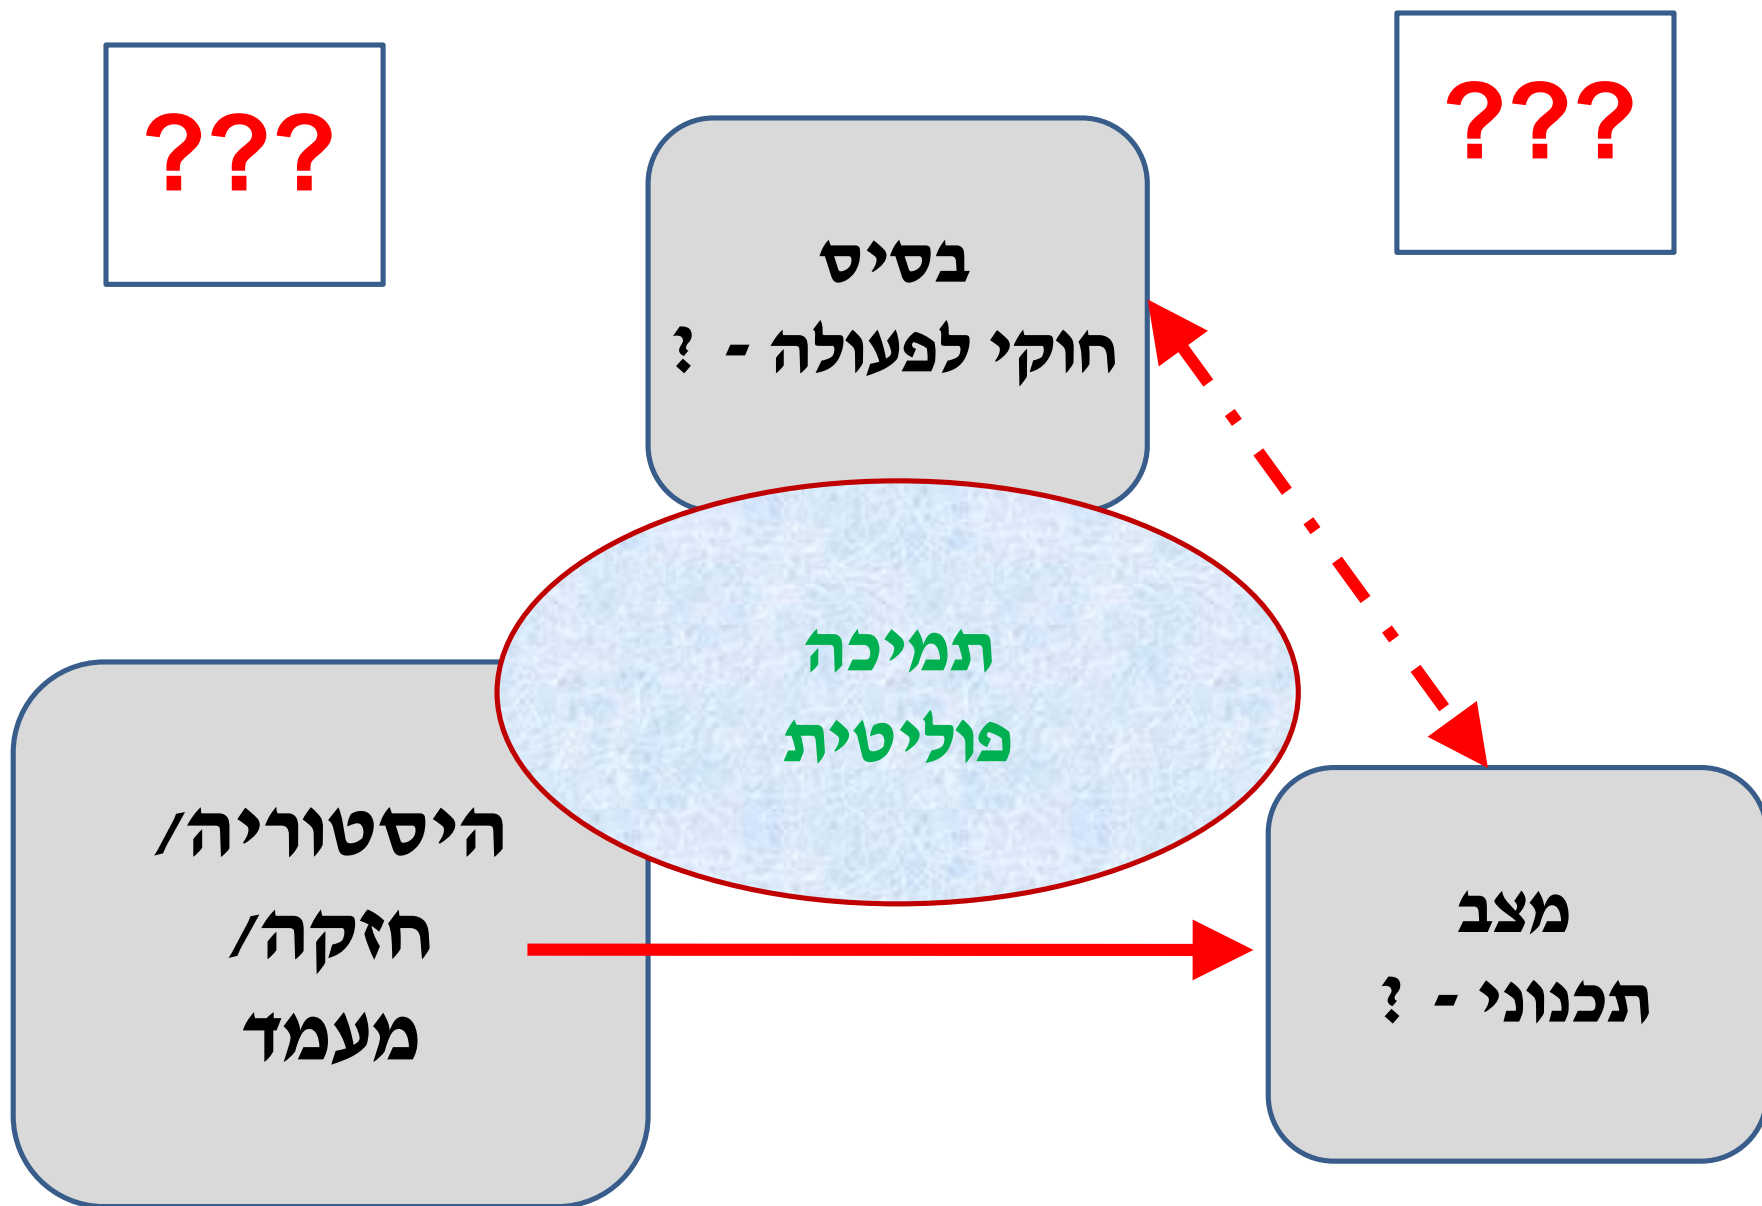 ???
???
בסיס
חוקי לפעולה - ?
תמיכה
פוליטית
היסטוריה/
חזקה/
מעמד
מצב
תכנוני - ?